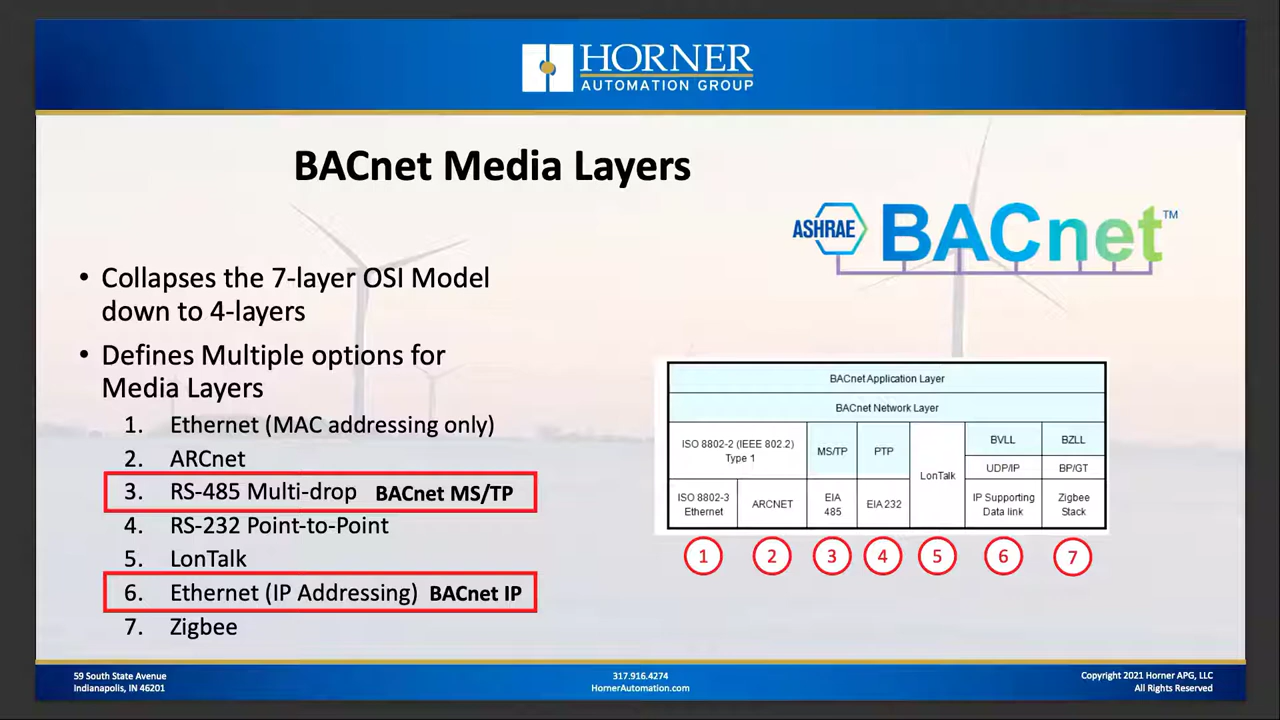 HORNER
AUTOMATION GROUP
BACnet Media Layers
ASHRAE BACnet™
• Collapses the 7-layer OSI Model
down to 4-layers
• Defines Multiple options for
Media Layers
1. Ethernet (MAC addressing only)
2. ARCnet
3. RS-485 Multi-drop BACnet MS/TP
4. RS-232 Point-to-Point
5. LonTalk
6. Ethernet (IP Addressing) BACnet IP
7. Zigbee
BACnet Application Layer
BACnet Network Layer
ISO 8802-2 (IEEE 802.2)
Type 1
MS/TP
PTP
LonTalk
BVLL
BZLL
UDP/IP
BP/GT
ISO 8802-3
Ethernet
ARCNET
EIA
485
EIA 232
IP Supporting
Data link
Zigbee
Stack
1 2 3 4 5 6 7
59 South State Avenue
Indianapolis, IN 46201
317.916.4274
HornerAutomation.com
Copyright 2021 Horner APG, LLC
All Rights Reserved